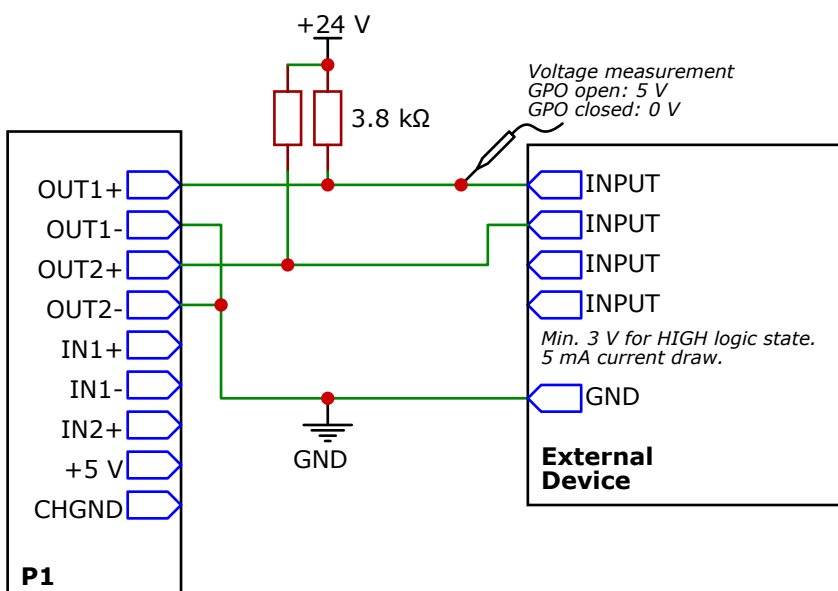 +24 V
Voltage measurement
GPO open: 5 V
GPO closed: 0 V
3.8 kΩ
OUT1+
OUT1-
OUT2+
OUT2-
IN1+
IN1-
IN2+
+5 V
CHGND
P1
INPUT
INPUT
INPUT
INPUT
Min. 3 V for HIGH logic state.
5 mA current draw.
GND
External
Device
GND